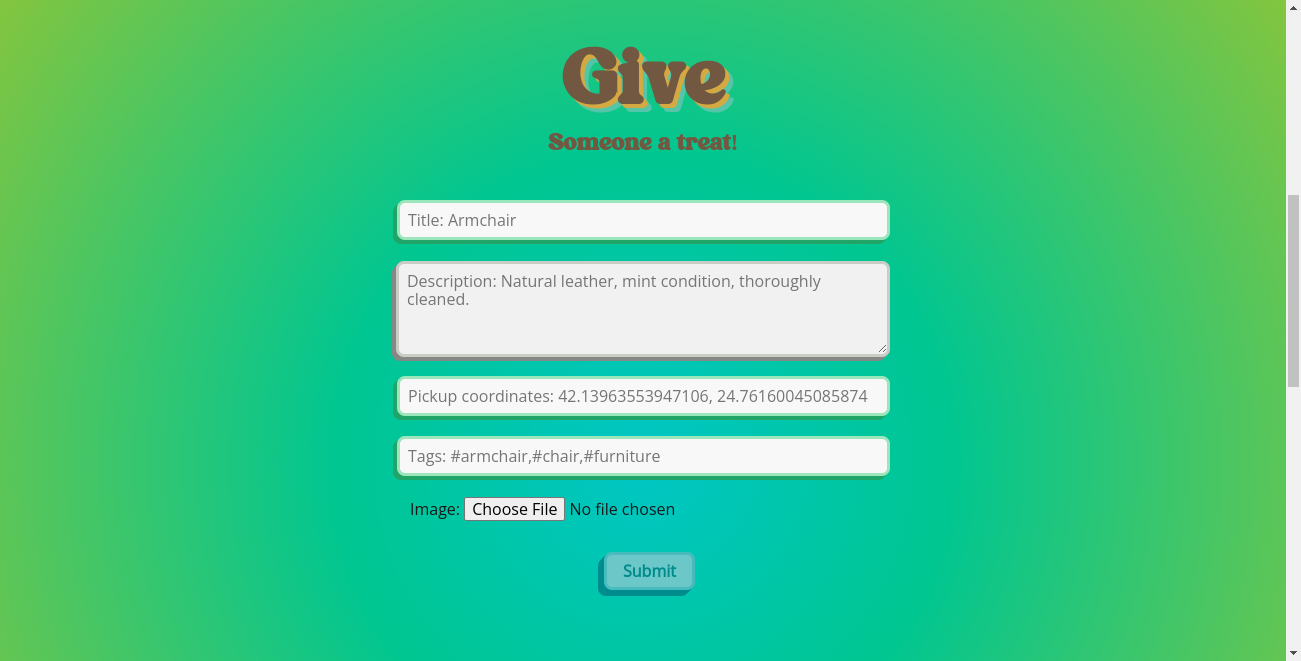 Give
Someone a treat!
Title: Armchair
Description: Natural leather, mint condition, thoroughly
cleaned.
Pickup coordinates: 42.13963553947106, 24.76160045085874
Tags: #armchair,#chair,#furniture
Image: Choose File No file chosen
Submit